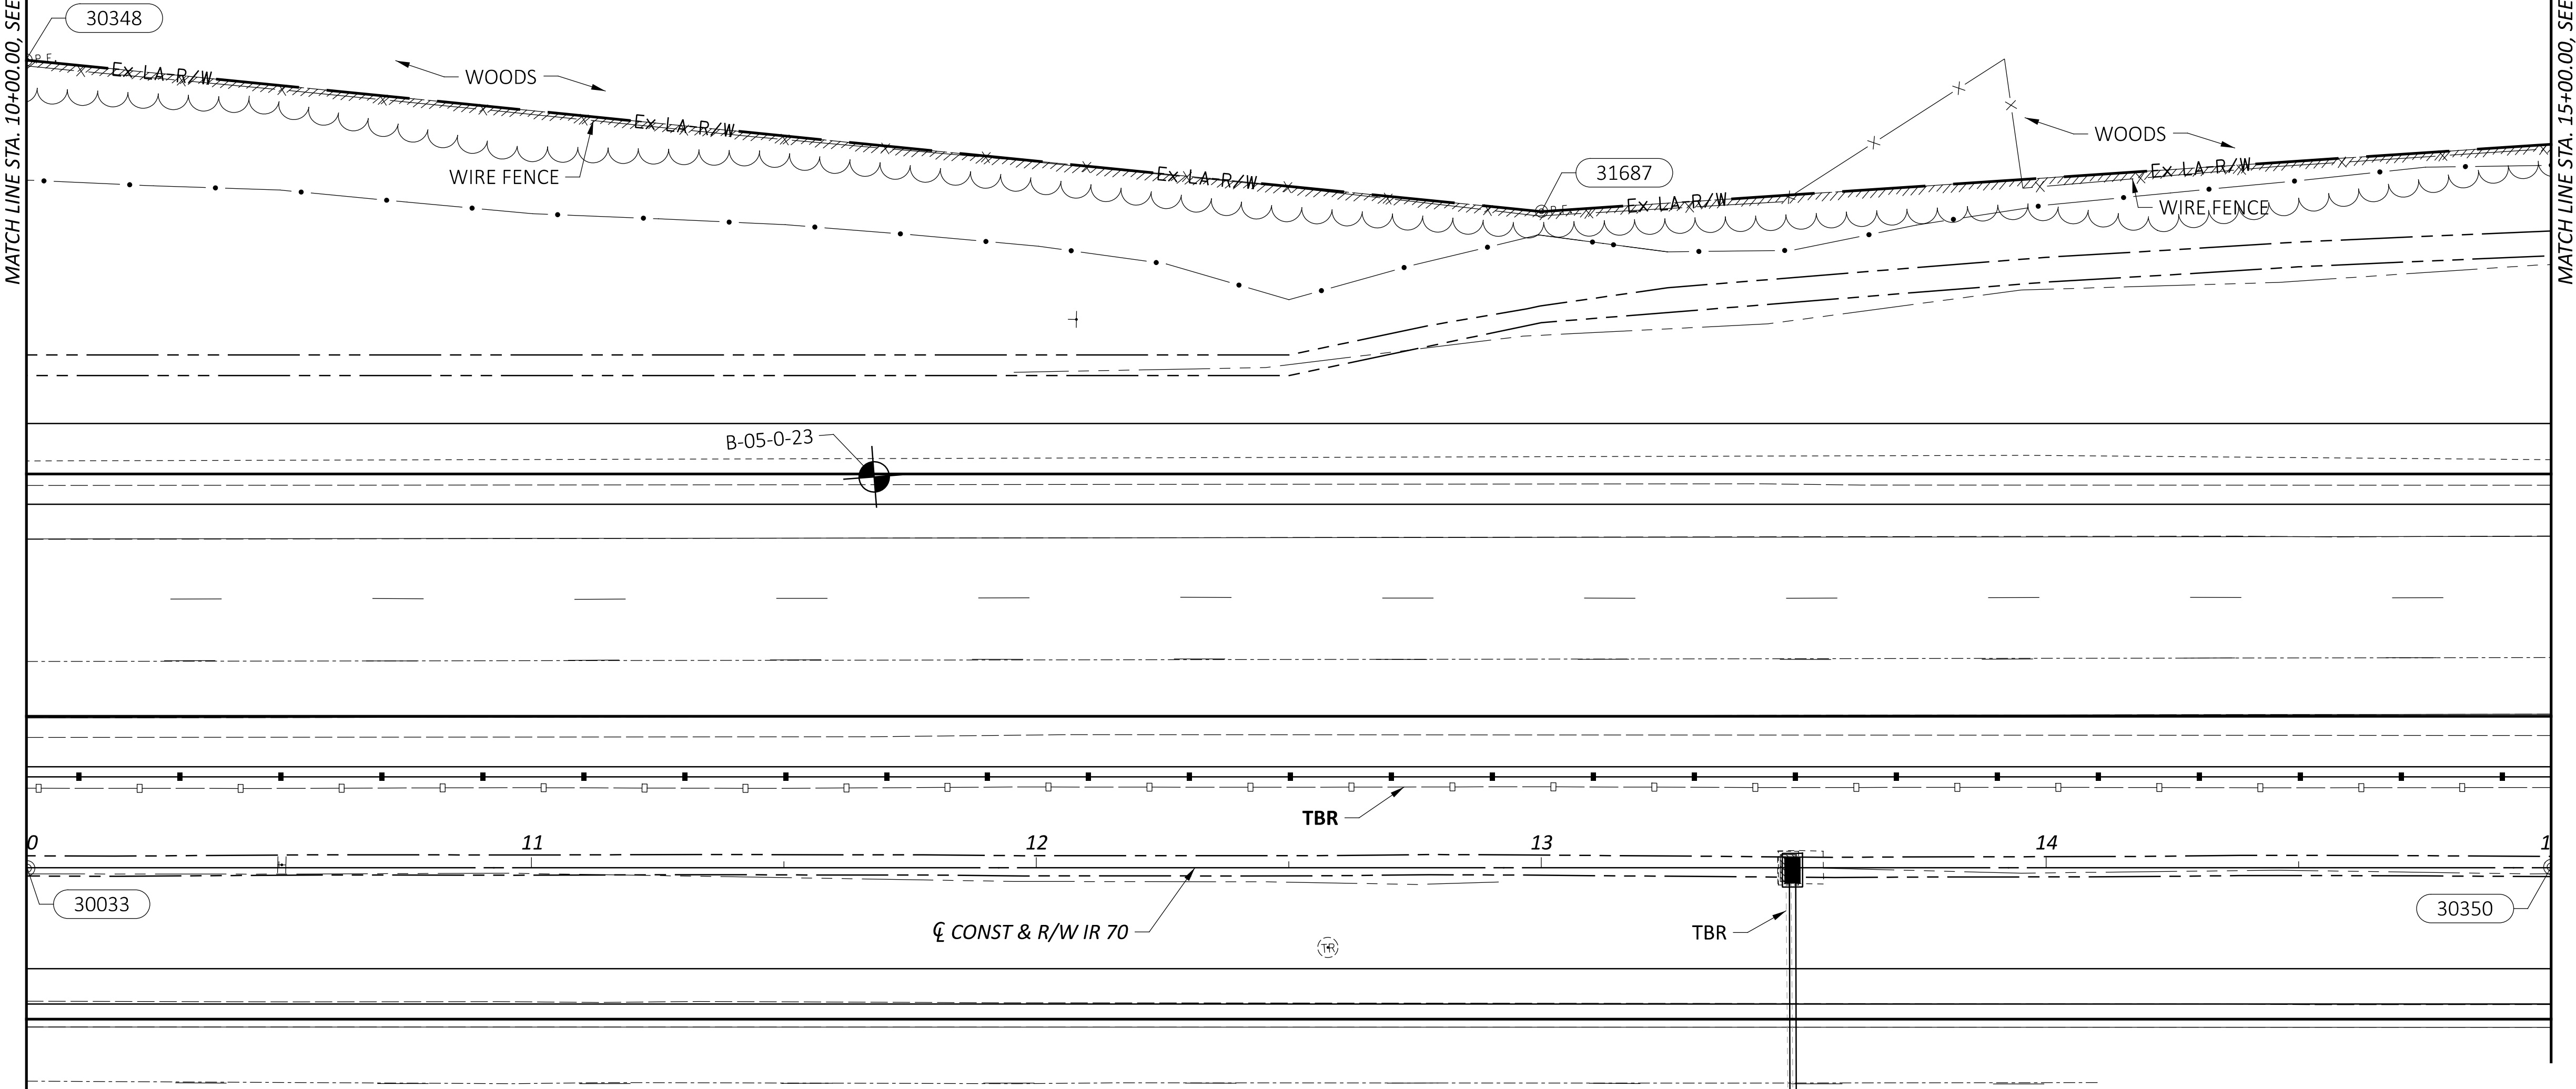 MATCH LINE STA. 10+00.00, SEE
30348
P.F.
Ex LA-R/W
WOODS
WIRE FENCE
Ex LA-R/W
Ex LA-R/W
31687
P.F.
Ex LA-R/W
WOODS
Ex LA-R/W
WIRE FENCE
MATCH LINE STA. 15+00.00, SEE
B-05-0-23
TBR
0
11
12
13
14
1
30033
℄ CONST & R/W IR 70
TR
TBR
30350